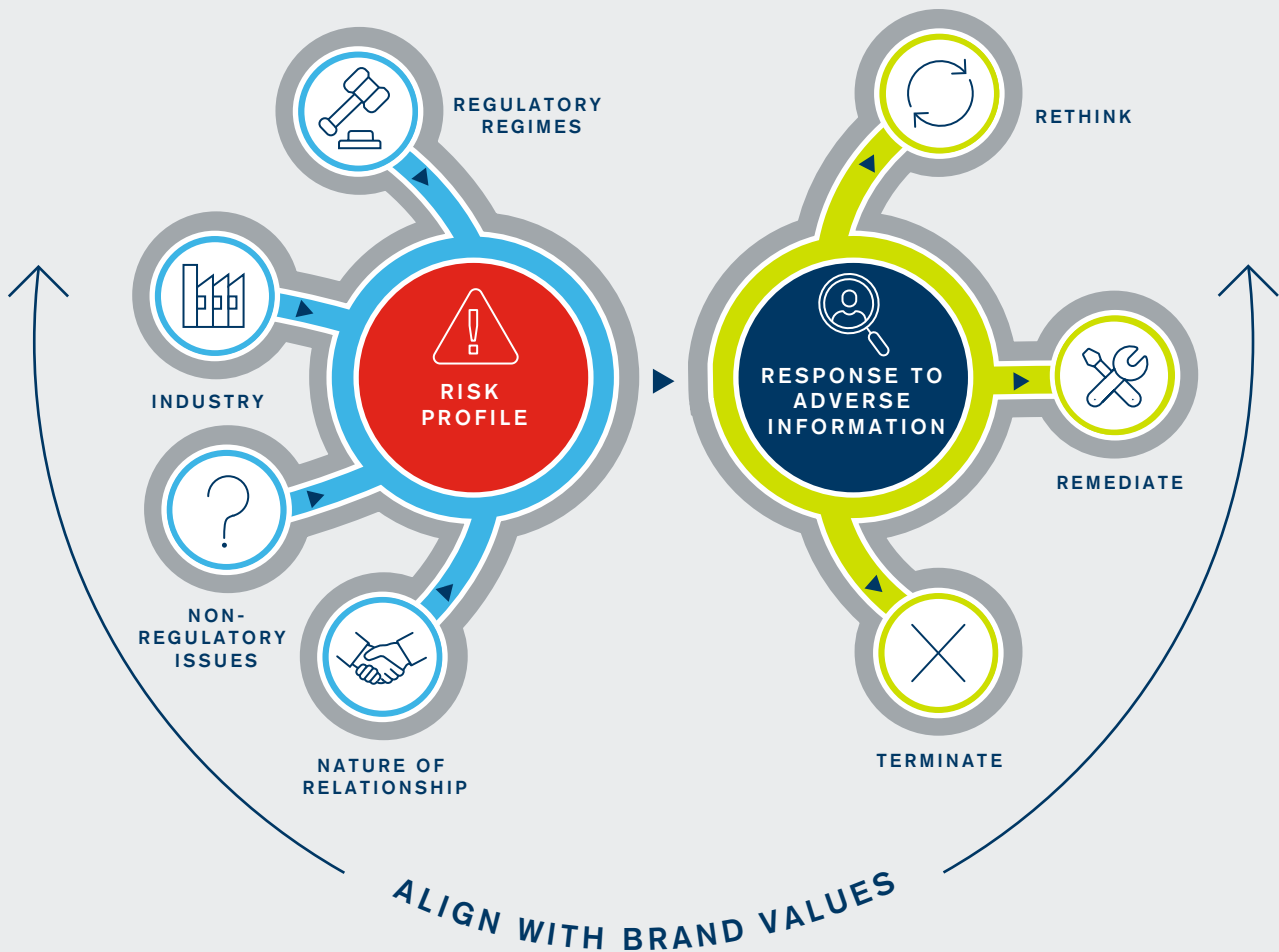 REGULATORY
REGIMES
INDUSTRY
NON-
REGULATORY
ISSUES
NATURE OF
RELATIONSHIP
RISK
PROFILE
RESPONSE TO
ADVERSE
INFORMATION
RETHINK
REMEDIATE
TERMINATE
ALIGN WITH BRAND VALUES